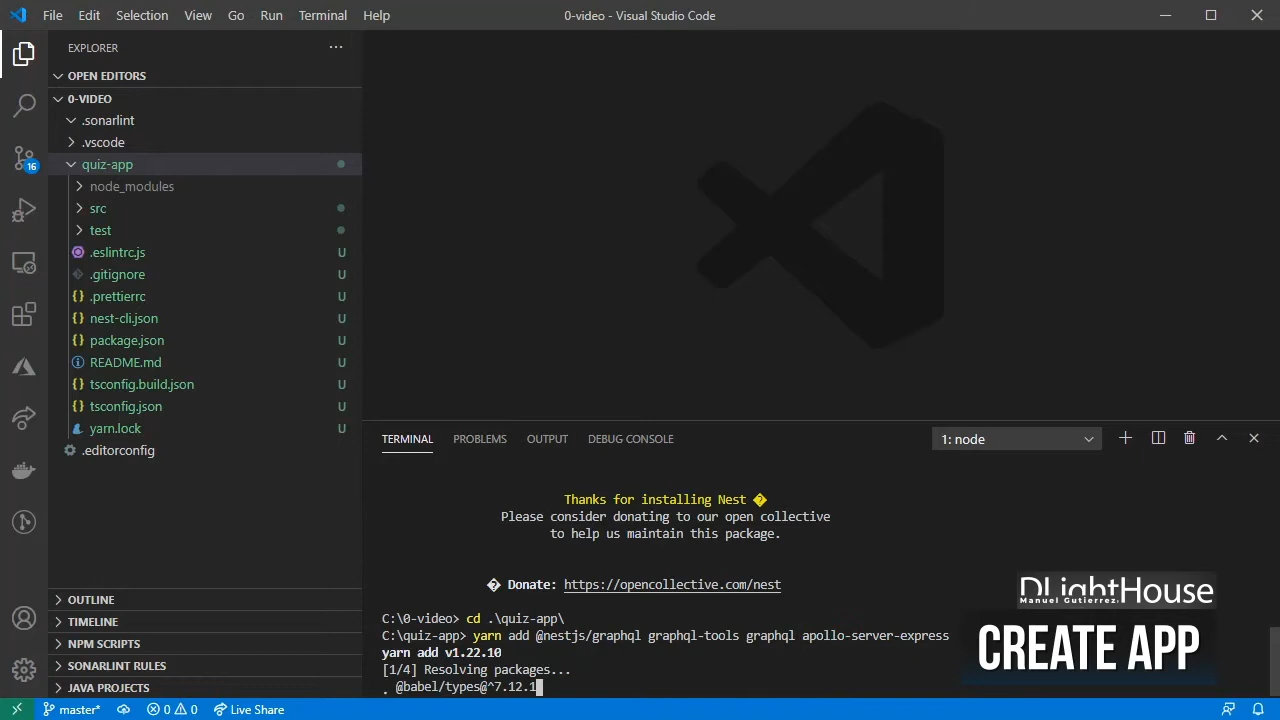 File Edit Selection View Go Run Terminal Help
0-video - Visual Studio Code
EXPLORER
OPEN EDITORS
0-VIDEO
.sonarlint
.vscode
16
quiz-app
node_modules
src
test
.eslintrc.js U
.gitignore U
.prettierrc U
nest-cli.json U
package.json U
README.md U
tsconfig.build.json U
tsconfig.json U
yarn.lock U
.editorconfig
OUTLINE
TIMELINE
NPM SCRIPTS
SONARLINT RULES
JAVA PROJECTS
TERMINAL PROBLEMS OUTPUT DEBUG CONSOLE
1: node
Thanks for installing Nest �
Please consider donating to our open collective
to help us maintain this package.
� Donate: https://opencollective.com/nest
C:\0-video> cd .\quiz-app\
C:\quiz-app> yarn add @nestjs/graphql graphql-tools graphql apollo-server-express
yarn add v1.22.10
[1/4] Resolving packages...
. @babel/types@^7.12.1
DLightHouse
Manuel Gutierrez
CREATE APP
master* 0 0 Live Share